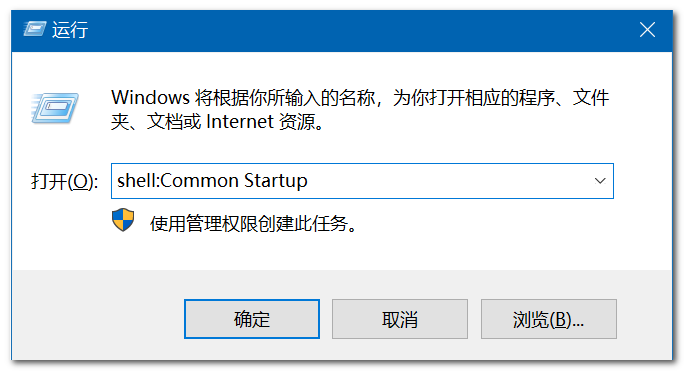 运行
Windows 将根据你所输入的名称，为你打开相应的程序、文件
夹、文档或 Internet 资源。
打开(O): shell:Common Startup
使用管理权限创建此任务。
确定 取消 浏览(B)...